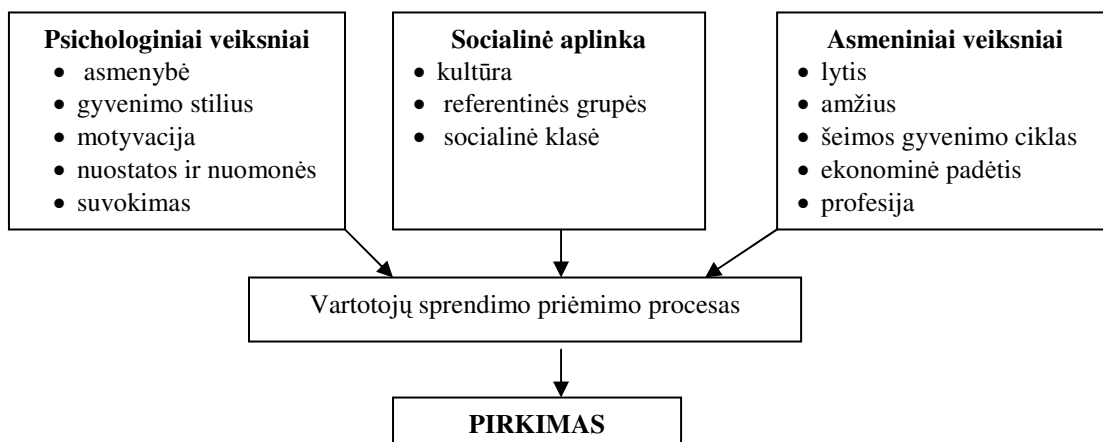 Psichologiniai veiksniai
• asmenybė
• gyvenimo stilius
• motyvacija
• nuostatos ir nuomonės
• suvokimas
Socialinė aplinka
• kultūra
• referentinės grupės
• socialinė klasė
Asmeniniai veiksniai
• lytis
• amžius
• šeimos gyvenimo ciklas
• ekonominė padėtis
• profesija
Vartotojų sprendimo priėmimo procesas
PIRKIMAS